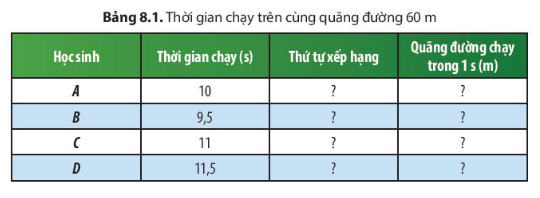 Bảng 8.1. Thời gian chạy trên cùng quãng đường 60 m
Học sinh Thời gian chạy (s) Thứ tự xếp hạng Quãng đường chạy trong 1 s (m)
A 10 ? ?
B 9,5 ? ?
C 11 ? ?
D 11,5 ? ?